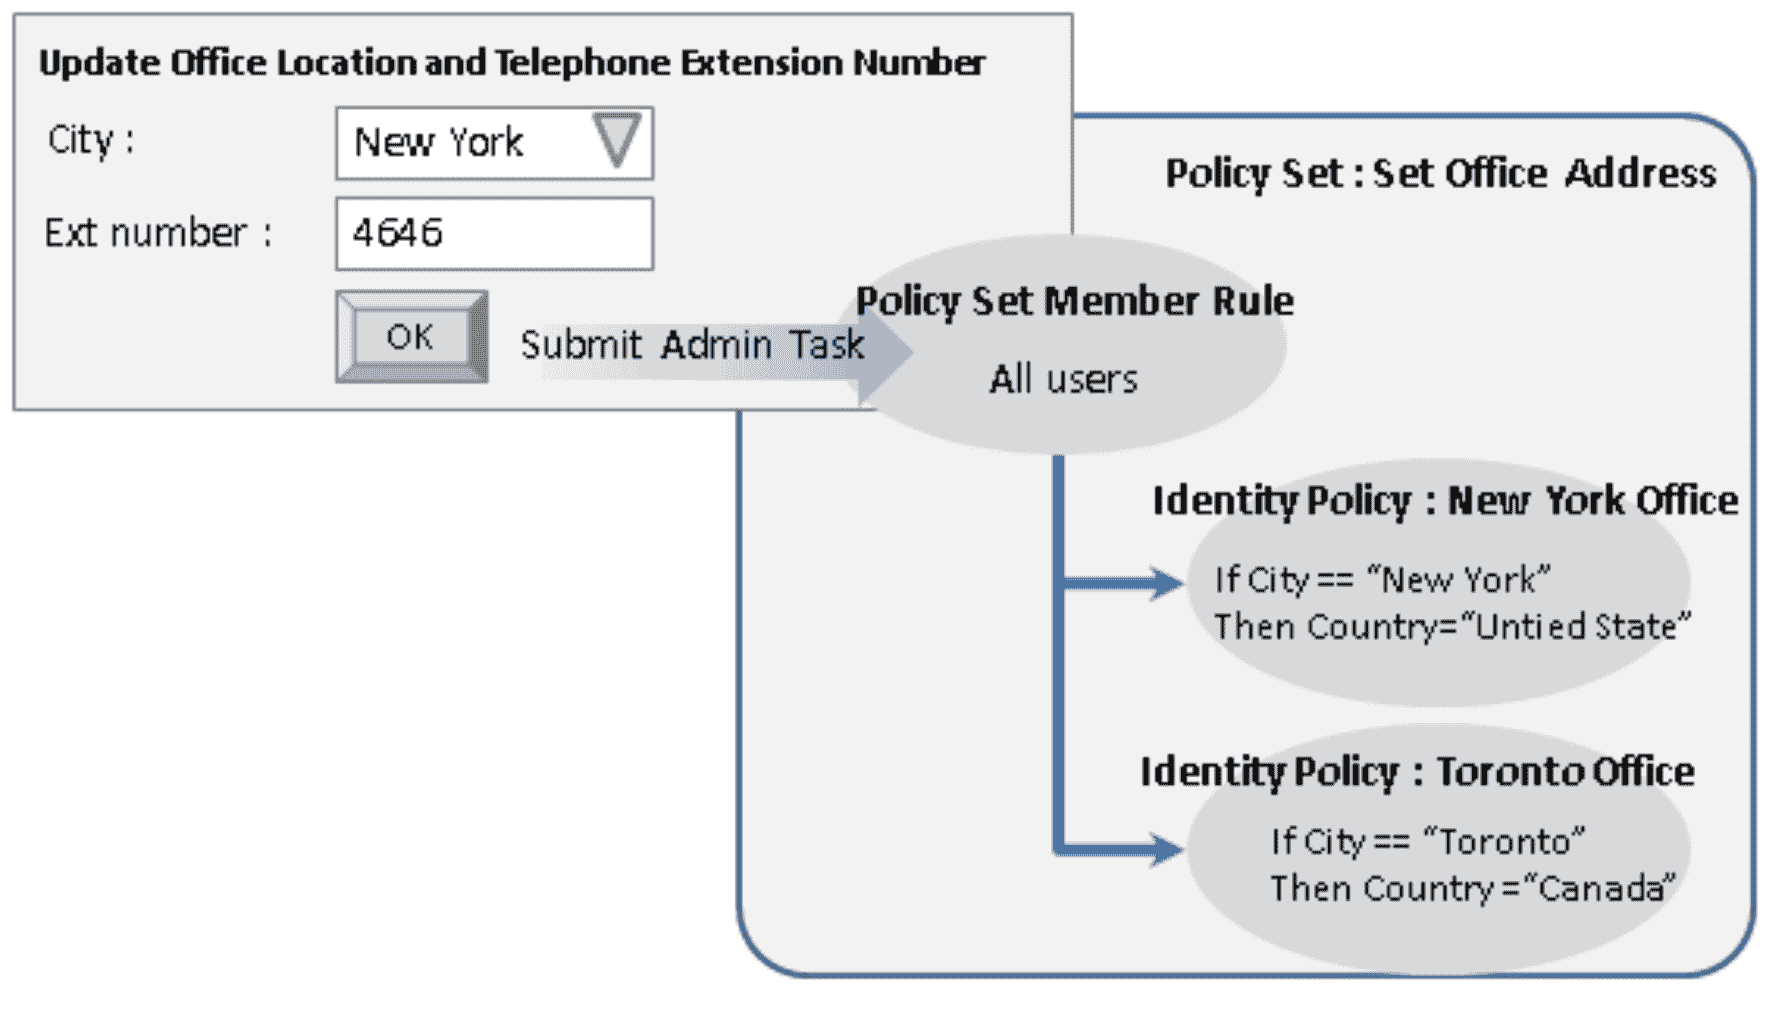 Update Office Location and Telephone Extension Number
City :
New York
Ext number :
4646
OK
Submit Admin Task
Policy Set : Set Office Address
Policy Set Member Rule
All users
Identity Policy : New York Office
If City == “New York”
Then Country=“Untied State”
Identity Policy : Toronto Office
If City == “Toronto”
Then Country =“Canada”